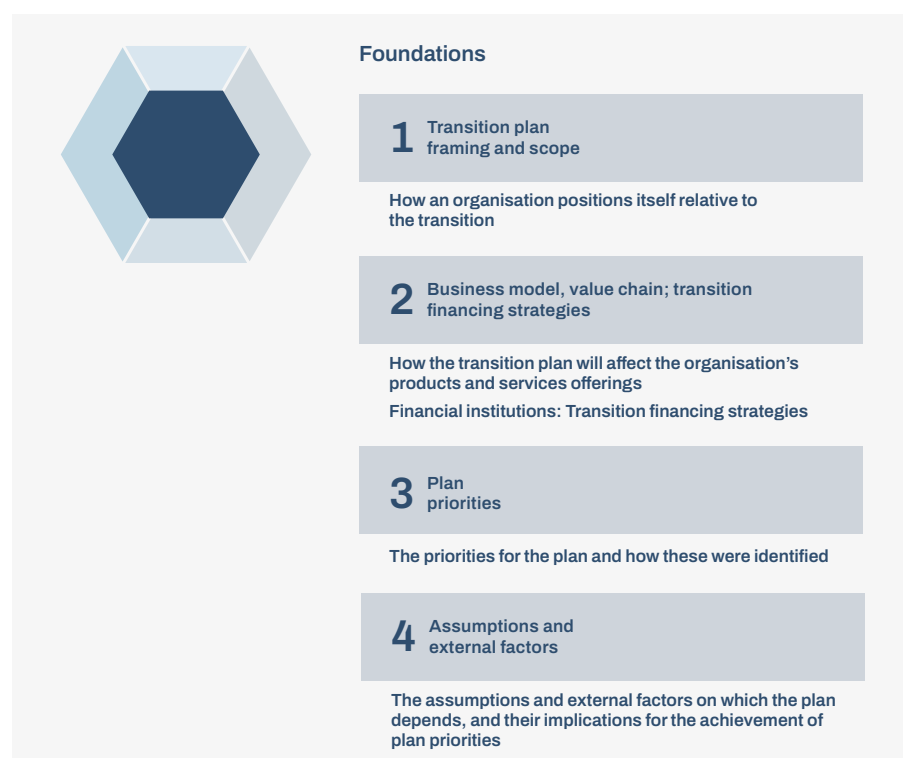 Foundations
1
Transition plan
framing and scope
How an organisation positions itself relative to
the transition
2
Business model, value chain; transition
financing strategies
How the transition plan will affect the organisation’s
products and services offerings
Financial institutions: Transition financing strategies
3
Plan
priorities
The priorities for the plan and how these were identified
4
Assumptions and
external factors
The assumptions and external factors on which the plan
depends, and their implications for the achievement of
plan priorities